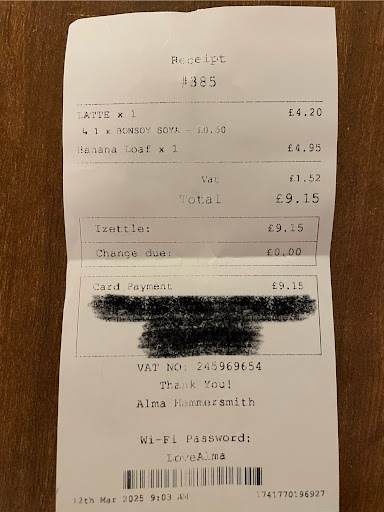 Receipt
#385
LATTE x 1 £4.20
1 x BONSOY SOYA - £0.50
Banana Loaf x 1 £4.95
Vat £1.52
Total £9.15
Izettle: £9.15
Change due: £0.00
Card Payment £9.15
VAT NO: 245969654
Thank You!
Alma Hammersmith
Wi-Fi Password:
LoveAlma
12th Mar 2025 9:03 AM 1741770196927